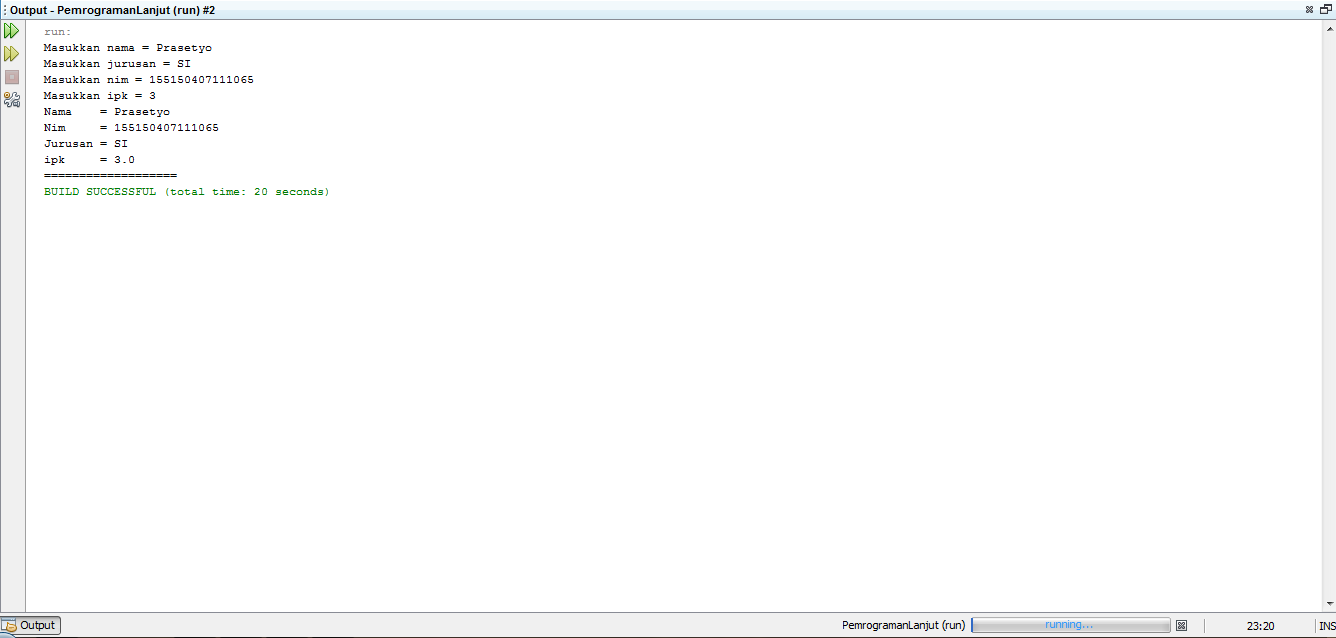 Output - PemrogramanLanjut (run) #2
run:
Masukkan nama = Prasetyo
Masukkan jurusan = SI
Masukkan nim = 155150407111065
Masukkan ipk = 3
Nama    = Prasetyo
Nim     = 155150407111065
Jurusan = SI
ipk     = 3.0
===================
BUILD SUCCESSFUL (total time: 20 seconds)
Output
PemrogramanLanjut (run)
running...
23:20
INS